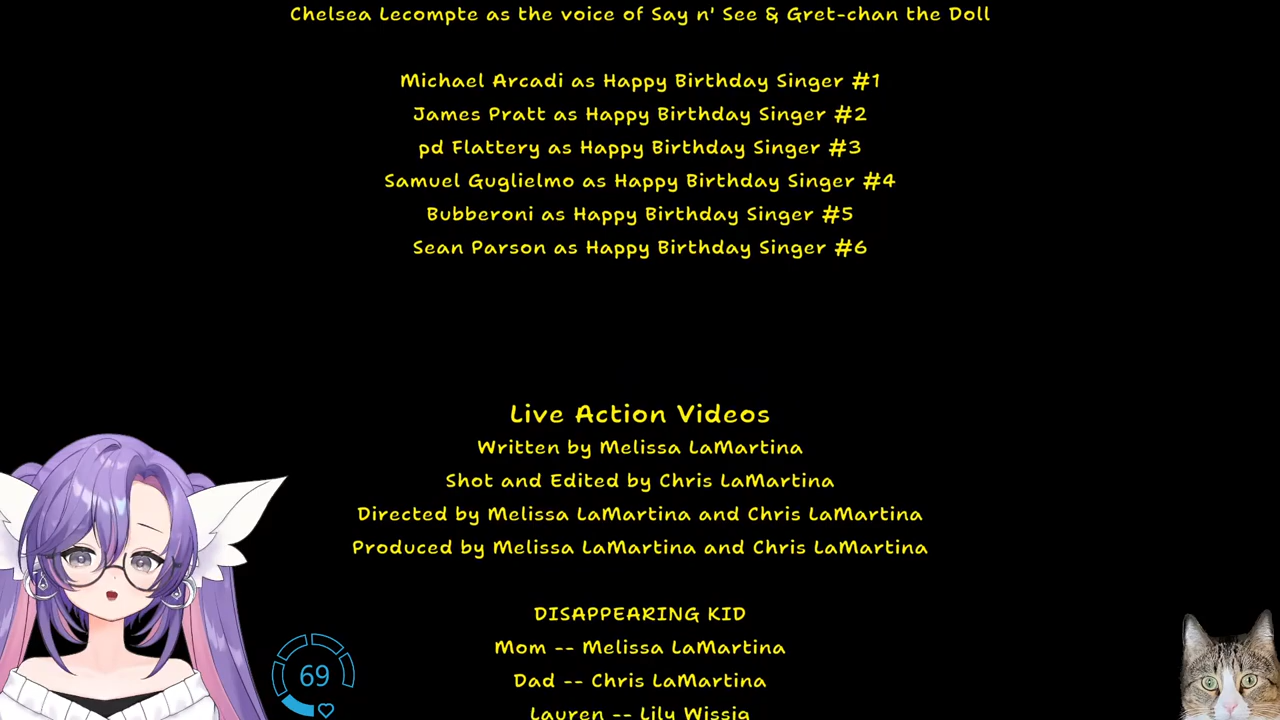 Chelsea Lecompte as the voice of Say n' See & Gret-chan the Doll
Michael Arcadi as Happy Birthday Singer #1
James Pratt as Happy Birthday Singer #2
pd Flattery as Happy Birthday Singer #3
Samuel Guglielmo as Happy Birthday Singer #4
Bubberoni as Happy Birthday Singer #5
Sean Parson as Happy Birthday Singer #6
Live Action Videos
Written by Melissa LaMartina
Shot and Edited by Chris LaMartina
Directed by Melissa LaMartina and Chris LaMartina
Produced by Melissa LaMartina and Chris LaMartina
DISAPPEARING KID
Mom -- Melissa LaMartina
Dad -- Chris LaMartina
Lauren -- Lily Wissig
69